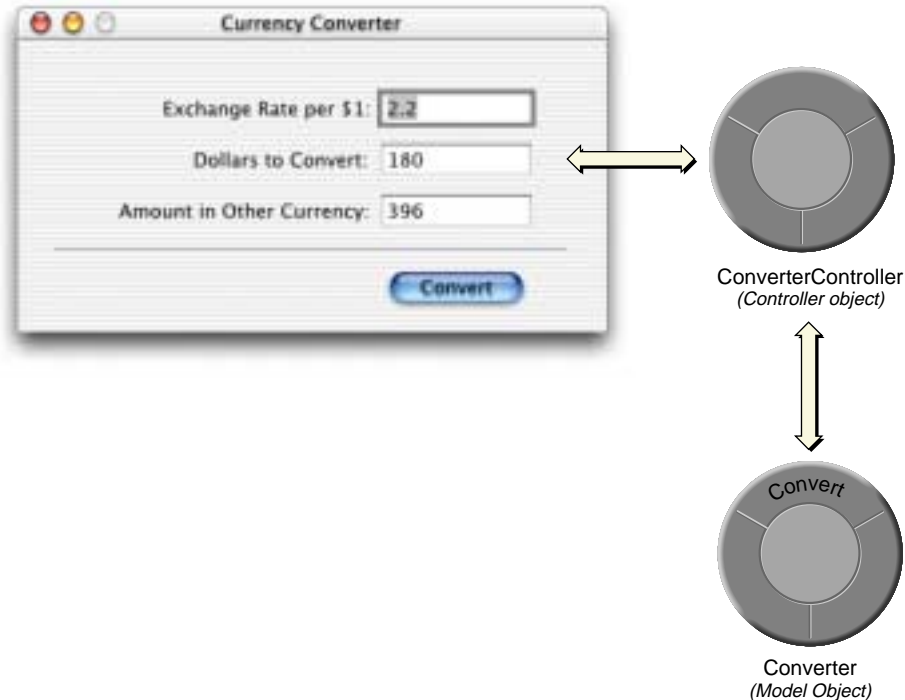 Currency Converter
Exchange Rate per $1: 2.2
Dollars to Convert: 180
Amount in Other Currency: 396
Convert
ConverterController
(Controller object)
Convert
Converter
(Model Object)